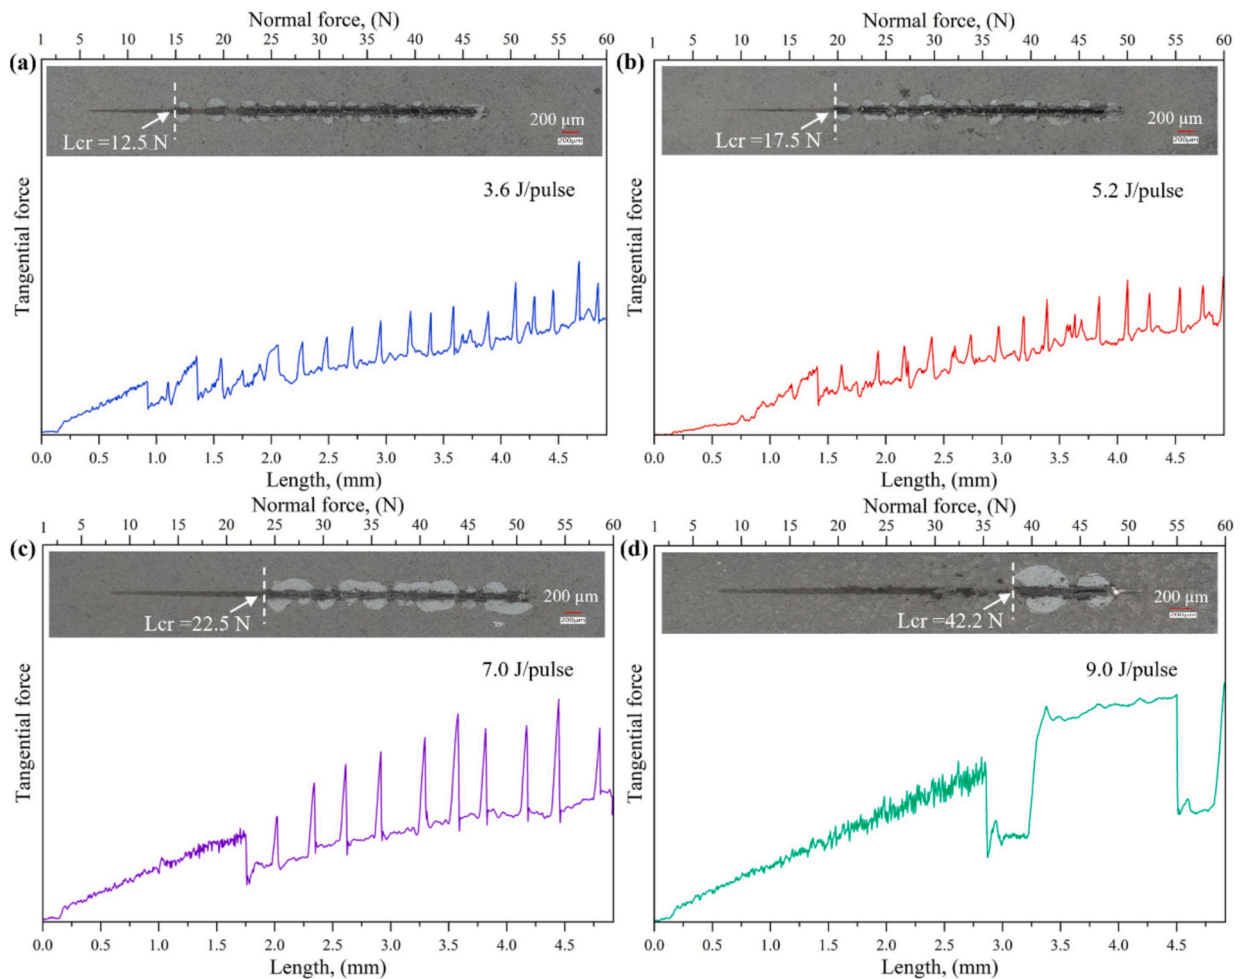 Normal force, (N)
1 5 10 15 20 25 30 35 40 45 50 55 60
(a)
Lcr =12.5 N
200 µm
200µm
3.6 J/pulse
Tangential force
0.0 0.5 1.0 1.5 2.0 2.5 3.0 3.5 4.0 4.5
Length, (mm)
Normal force, (N)
1 5 10 15 20 25 30 35 40 45 50 55 60
(b)
Lcr =17.5 N
200 µm
200µm
5.2 J/pulse
Tangential force
0.0 0.5 1.0 1.5 2.0 2.5 3.0 3.5 4.0 4.5
Length, (mm)
Normal force, (N)
1 5 10 15 20 25 30 35 40 45 50 55 60
(c)
Lcr =22.5 N
200 µm
200µm
7.0 J/pulse
Tangential force
0.0 0.5 1.0 1.5 2.0 2.5 3.0 3.5 4.0 4.5
Length, (mm)
Normal force, (N)
1 5 10 15 20 25 30 35 40 45 50 55 60
(d)
Lcr =42.2 N
200 µm
200µm
9.0 J/pulse
Tangential force
0.0 0.5 1.0 1.5 2.0 2.5 3.0 3.5 4.0 4.5
Length, (mm)